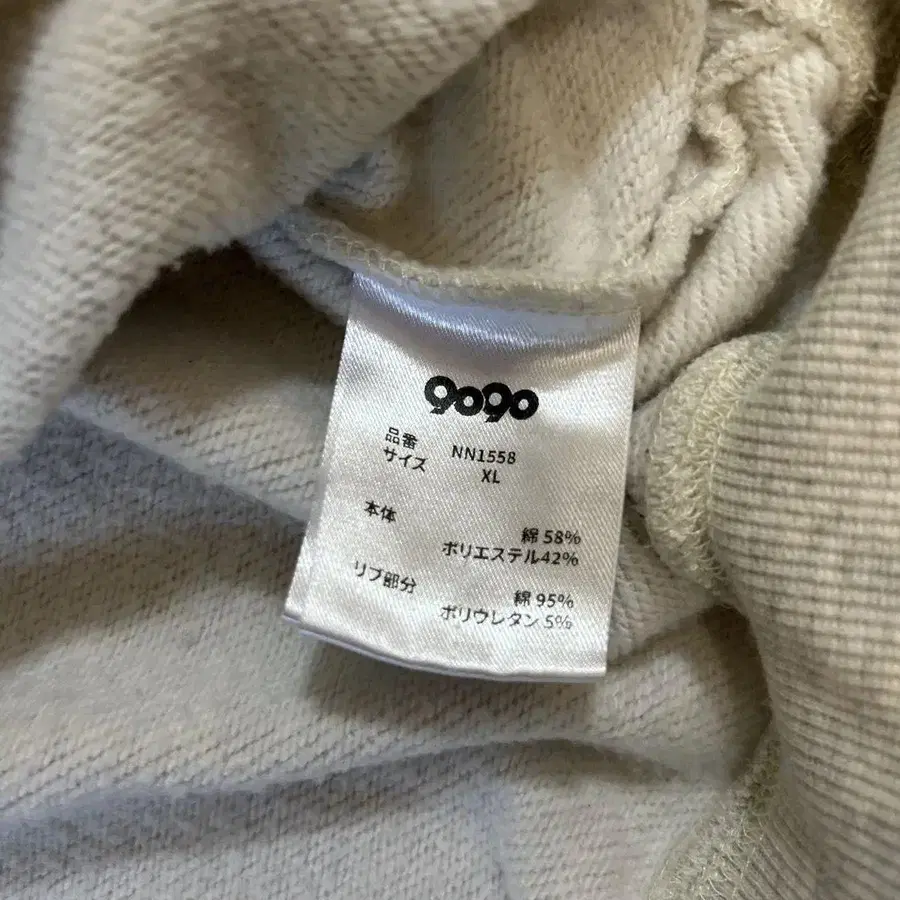 9090
品番 NN1558
サイズ XL
本体 綿 58%
ポリエステル42%
リブ部分 綿 95%
ポリウレタン 5%